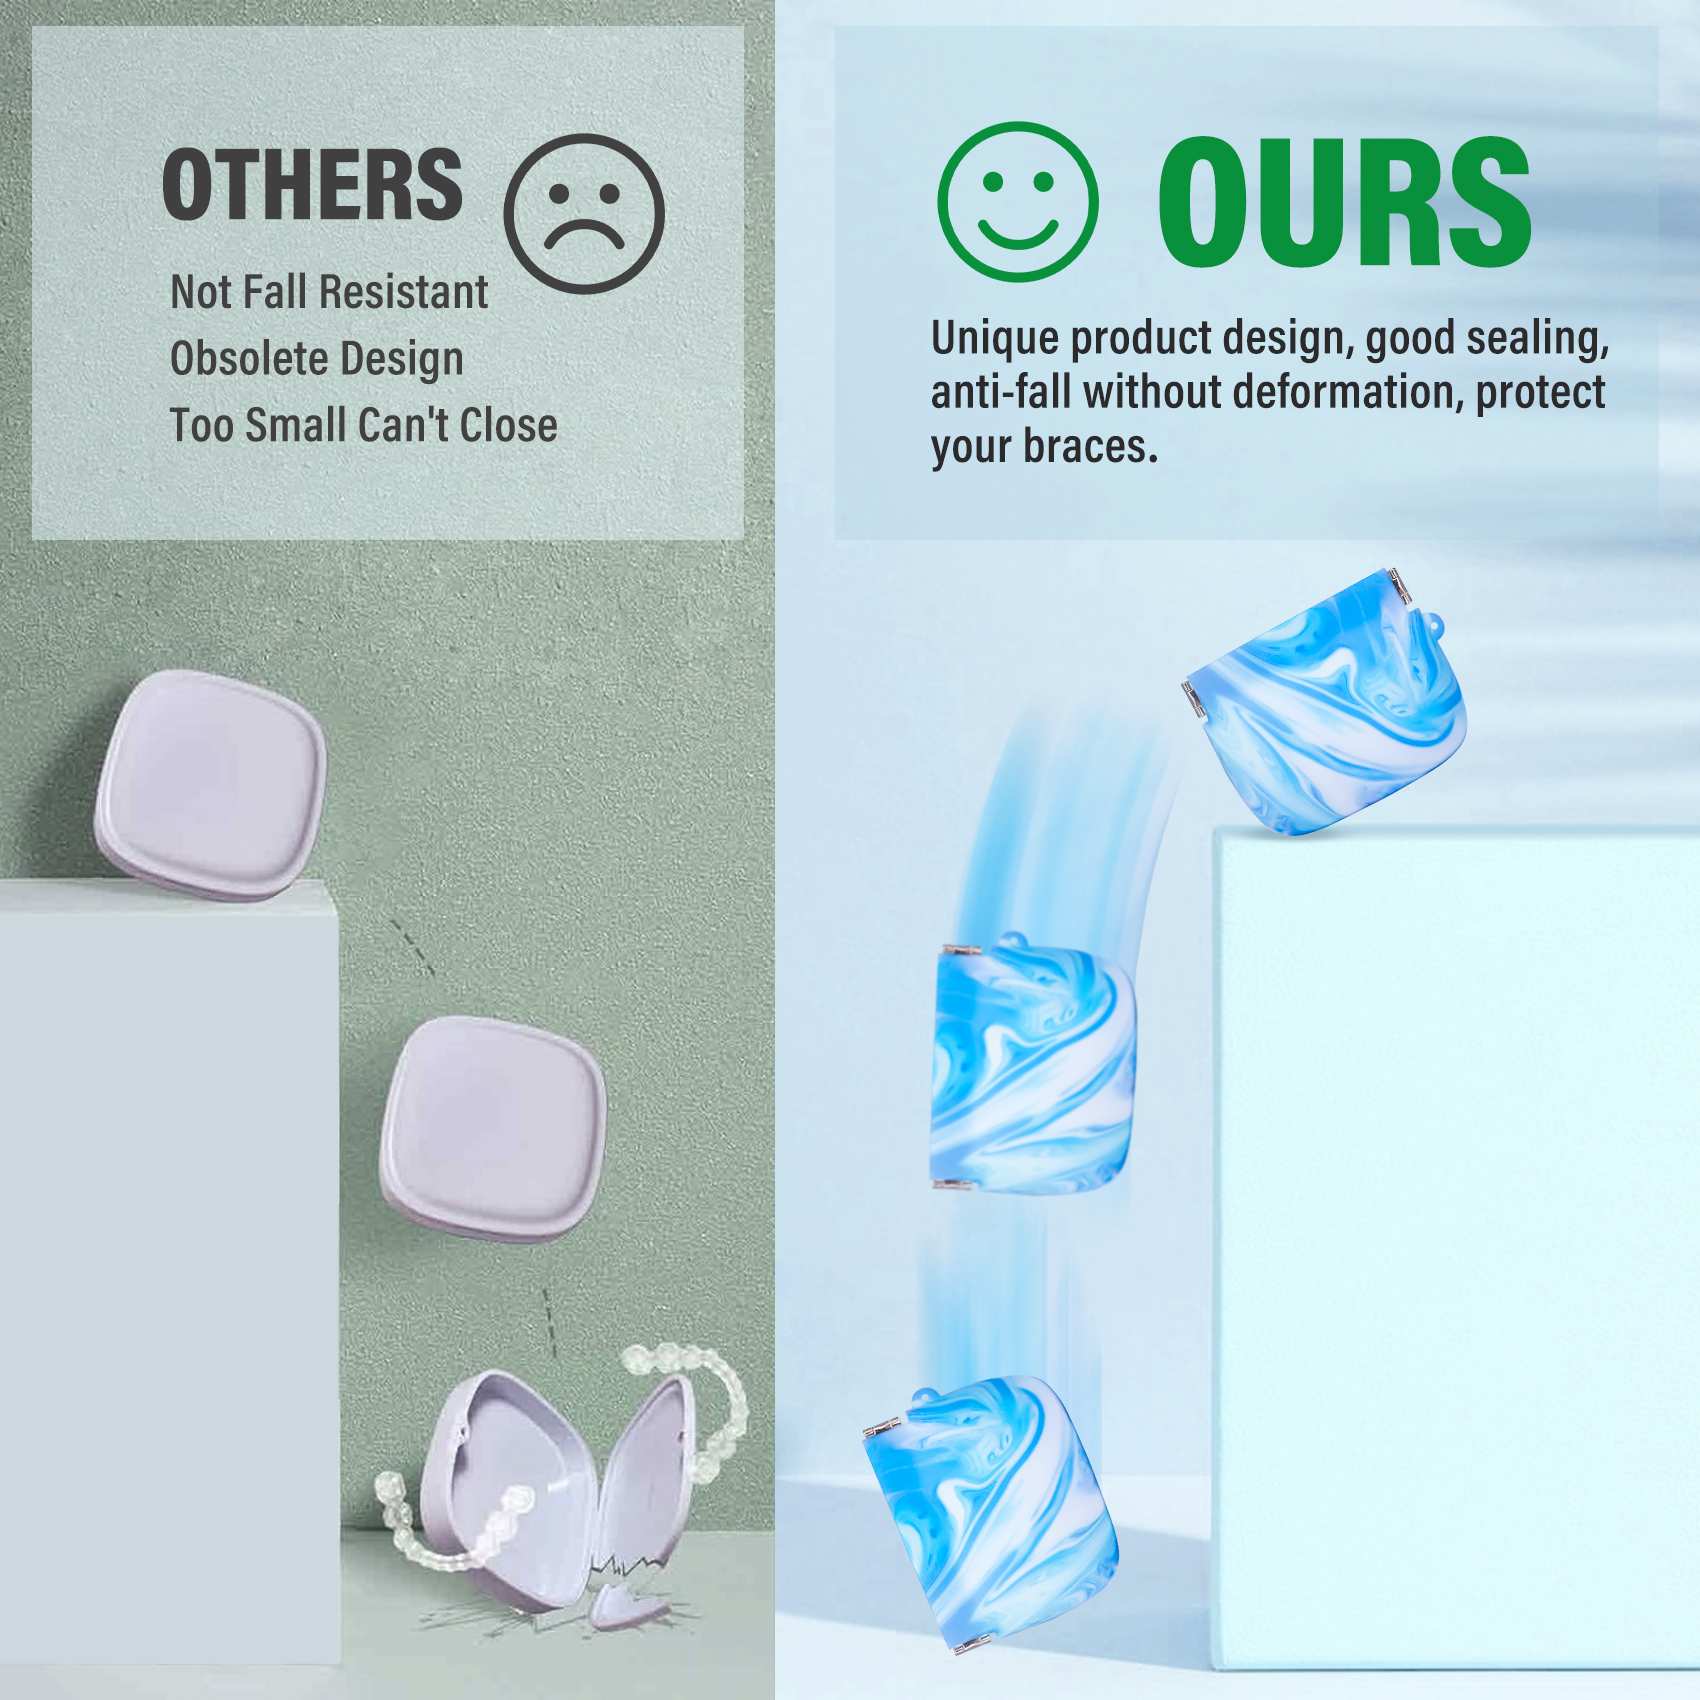 OTHERS
Not Fall Resistant
Obsolete Design
Too Small Can't Close
OURS
Unique product design, good sealing,
anti-fall without deformation, protect
your braces.